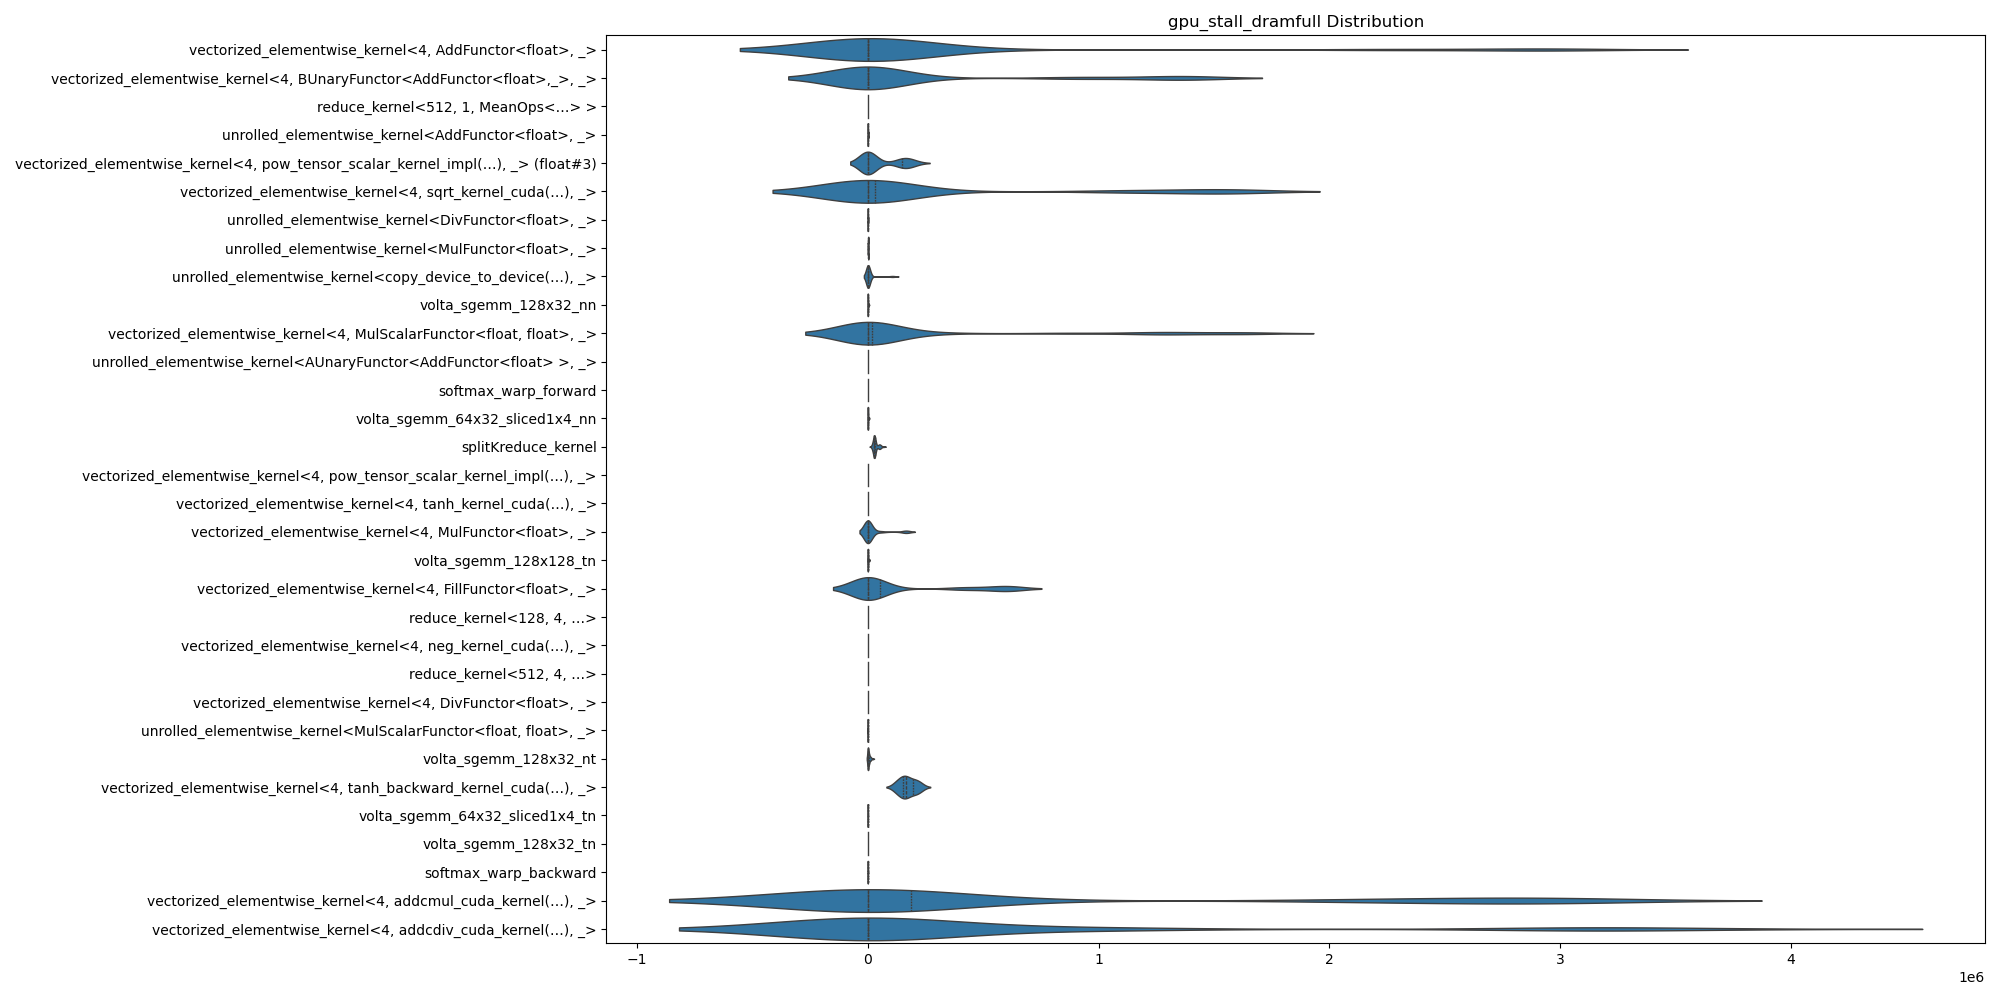 gpu_stall_dramfull Distribution
vectorized_elementwise_kernel<4, AddFunctor<float>, _>
vectorized_elementwise_kernel<4, BUnaryFunctor<AddFunctor<float>,_>, _>
reduce_kernel<512, 1, MeanOps<...> >
unrolled_elementwise_kernel<AddFunctor<float>, _>
vectorized_elementwise_kernel<4, pow_tensor_scalar_kernel_impl(...), _> (float#3)
vectorized_elementwise_kernel<4, sqrt_kernel_cuda(...), _>
unrolled_elementwise_kernel<DivFunctor<float>, _>
unrolled_elementwise_kernel<MulFunctor<float>, _>
unrolled_elementwise_kernel<copy_device_to_device(...), _>
volta_sgemm_128x32_nn
vectorized_elementwise_kernel<4, MulScalarFunctor<float, float>, _>
unrolled_elementwise_kernel<AUnaryFunctor<AddFunctor<float> >, _>
softmax_warp_forward
volta_sgemm_64x32_sliced1x4_nn
splitKreduce_kernel
vectorized_elementwise_kernel<4, pow_tensor_scalar_kernel_impl(...), _>
vectorized_elementwise_kernel<4, tanh_kernel_cuda(...), _>
vectorized_elementwise_kernel<4, MulFunctor<float>, _>
volta_sgemm_128x128_tn
vectorized_elementwise_kernel<4, FillFunctor<float>, _>
reduce_kernel<128, 4, ...>
vectorized_elementwise_kernel<4, neg_kernel_cuda(...), _>
reduce_kernel<512, 4, ...>
vectorized_elementwise_kernel<4, DivFunctor<float>, _>
unrolled_elementwise_kernel<MulScalarFunctor<float, float>, _>
volta_sgemm_128x32_nt
vectorized_elementwise_kernel<4, tanh_backward_kernel_cuda(...), _>
volta_sgemm_64x32_sliced1x4_tn
volta_sgemm_128x32_tn
softmax_warp_backward
vectorized_elementwise_kernel<4, addcmul_cuda_kernel(...), _>
vectorized_elementwise_kernel<4, addcdiv_cuda_kernel(...), _>
−1 0 1 2 3 4
1e6